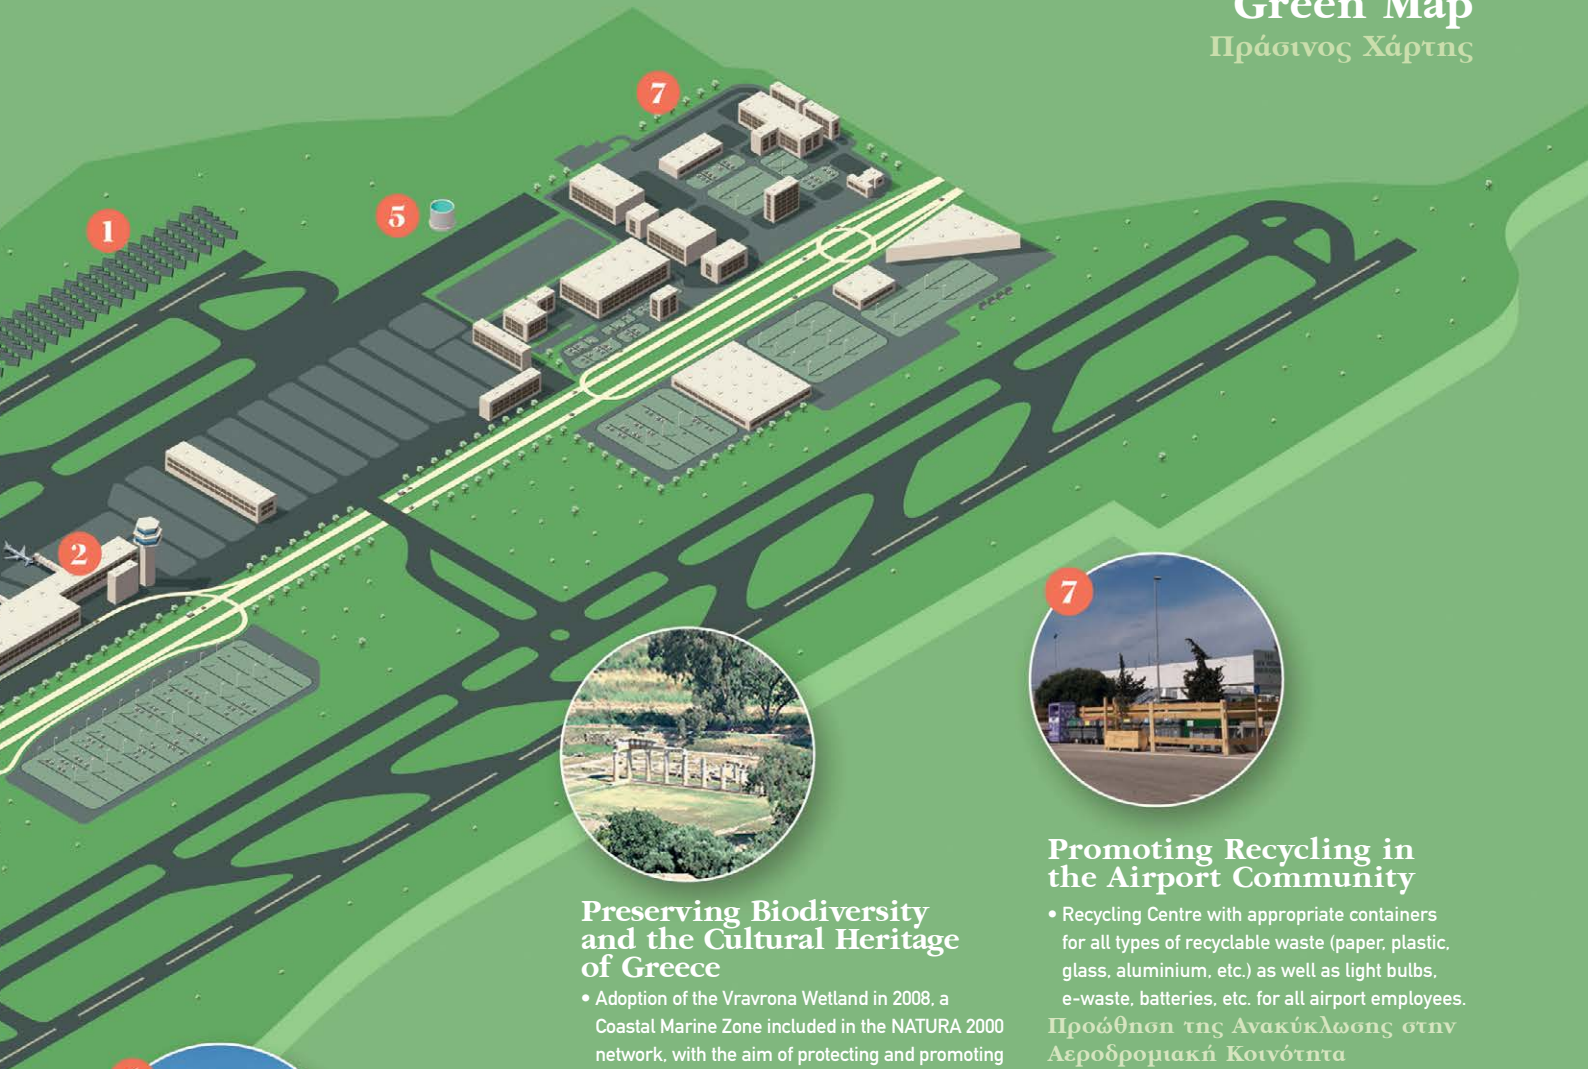 Green Map
Πράσινος Χάρτης
7
5
1
2
7
Preserving Biodiversity
and the Cultural Heritage
of Greece
• Adoption of the Vravrona Wetland in 2008, a
Coastal Marine Zone included in the NATURA 2000
network, with the aim of protecting and promoting
Promoting Recycling in
the Airport Community
• Recycling Centre with appropriate containers
for all types of recyclable waste (paper, plastic,
glass, aluminium, etc.) as well as light bulbs,
e-waste, batteries, etc. for all airport employees.
Προώθηση της Ανακύκλωσης στην
Αεροδρομιακή Κοινότητα